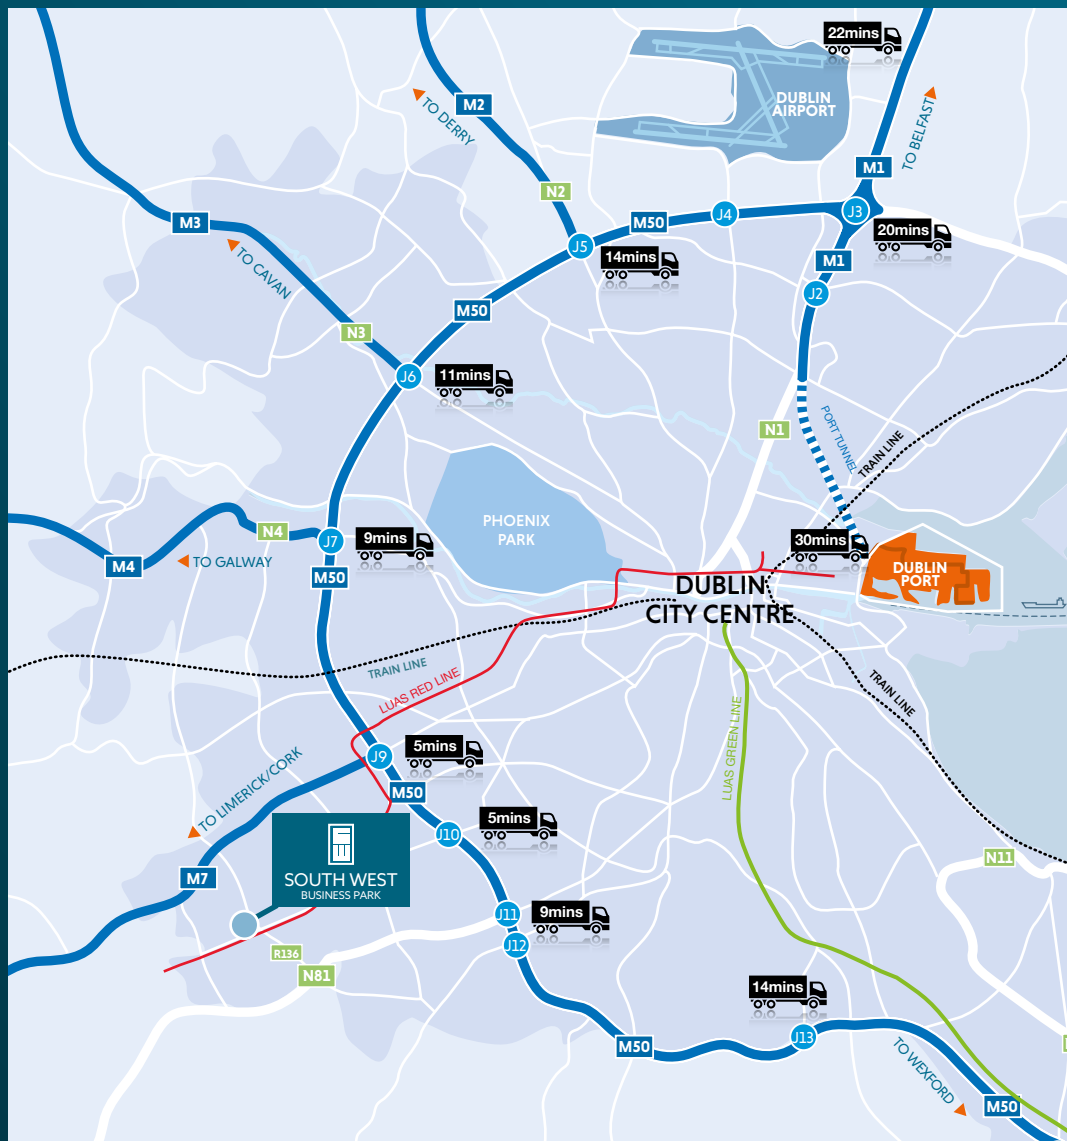 22mins
DUBLIN
AIRPORT
M2
TO DERRY
TO BELFAST
M1
N2
M3
M50
J4
J3
20mins
J5
14mins
M1
TO CAVAN
J2
M50
N3
J6
11mins
PORT TUNNEL
N1
TRAIN LINE
PHOENIX
PARK
N4
J7
9mins
30mins
M4
TO GALWAY
DUBLIN
PORT
M50
DUBLIN
CITY CENTRE
TRAIN LINE
LUAS RED LINE
TRAIN LINE
LUAS GREEN LINE
J9
5mins
TO LIMERICK/CORK
M50
J10
5mins
N11
M7
SOUTH WEST
BUSINESS PARK
J11
9mins
J12
R136
N81
14mins
J13
M50
TO WEXFORD
M50